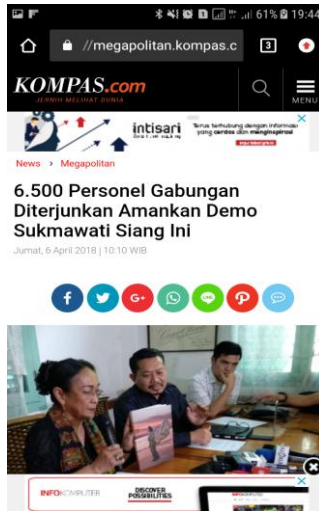 61% 19:44
//megapolitan.kompas.c
3
KOMPAS.com
JERNIH MELIHAT DUNIA
MENU
intisari
Terus terhubung dengan informasi
yang cerdas dan menginspirasi
News › Megapolitan
6.500 Personel Gabungan
Diterjunkan Amankan Demo
Sukmawati Siang Ini
Jumat, 6 April 2018 | 10:10 WIB
f G+ LINE
INFOKOMPUTER
DISCOVER
POSSIBILITIES